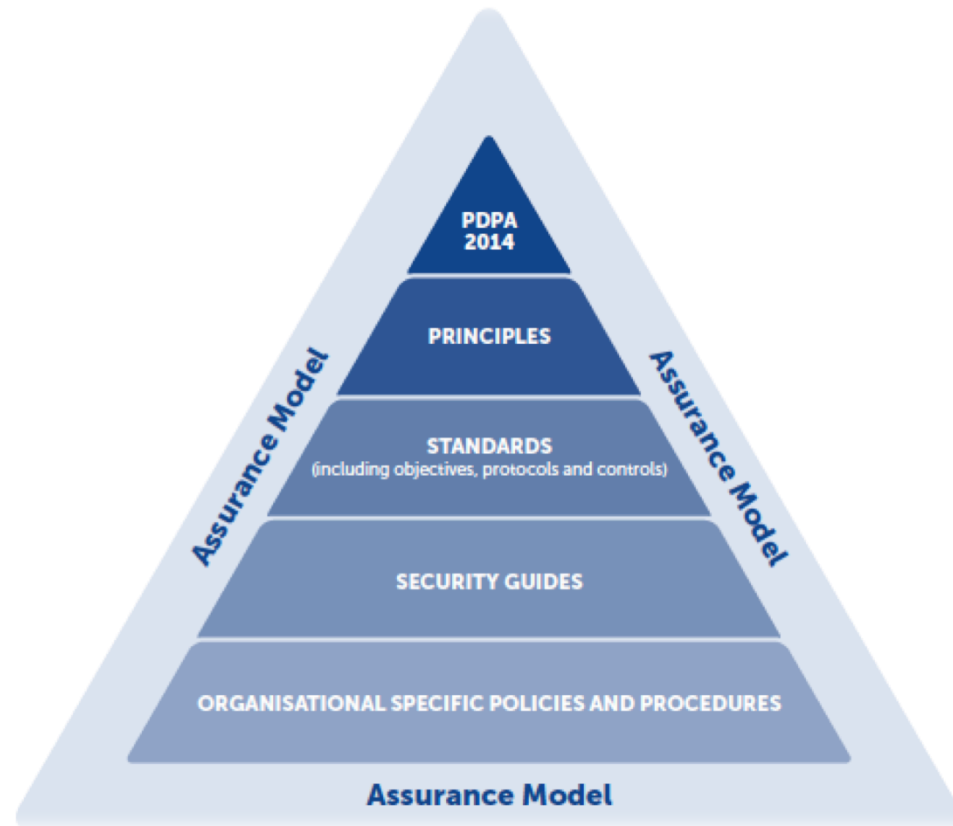 PDPA
2014
PRINCIPLES
Assurance Model
Assurance Model
STANDARDS
(including objectives, protocols and controls)
SECURITY GUIDES
ORGANISATIONAL SPECIFIC POLICIES AND PROCEDURES
Assurance Model